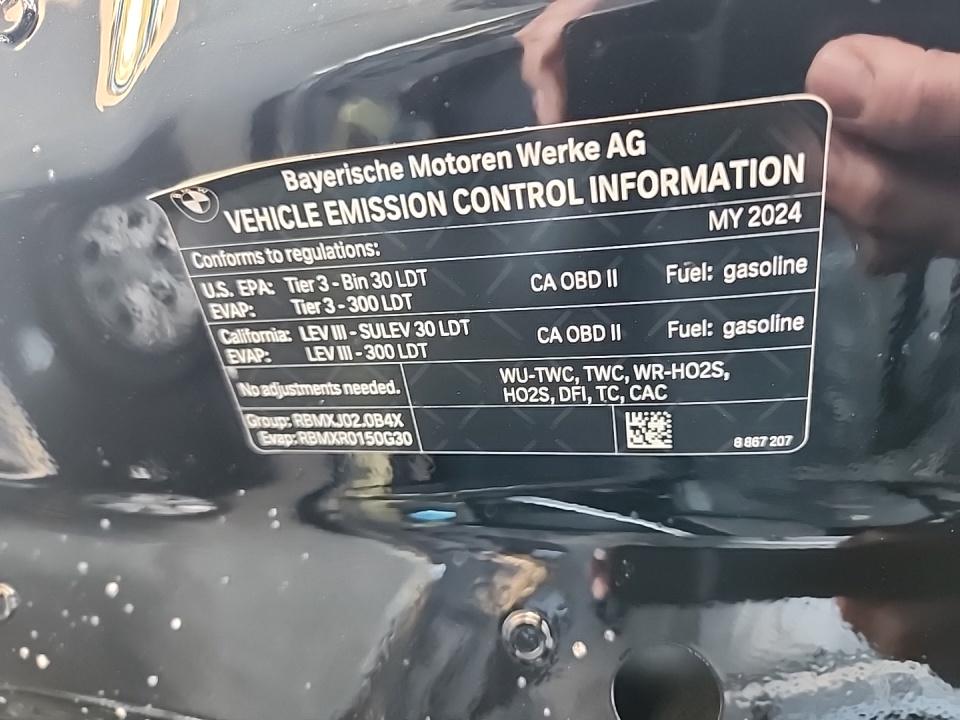 Bayerische Motoren Werke AG
VEHICLE EMISSION CONTROL INFORMATION
MY 2024
Conforms to regulations:
U.S. EPA: Tier 3 - Bin 30 LDT CA OBD II Fuel: gasoline
EVAP: Tier 3 - 300 LDT
California: LEV III - SULEV 30 LDT CA OBD II Fuel: gasoline
EVAP: LEV III - 300 LDT
No adjustments needed.
WU-TWC, TWC, WR-HO2S,
HO2S, DFI, TC, CAC
Group: RBMXJ02.0B4X
Evap: RBMXR0150G30
8 867 207